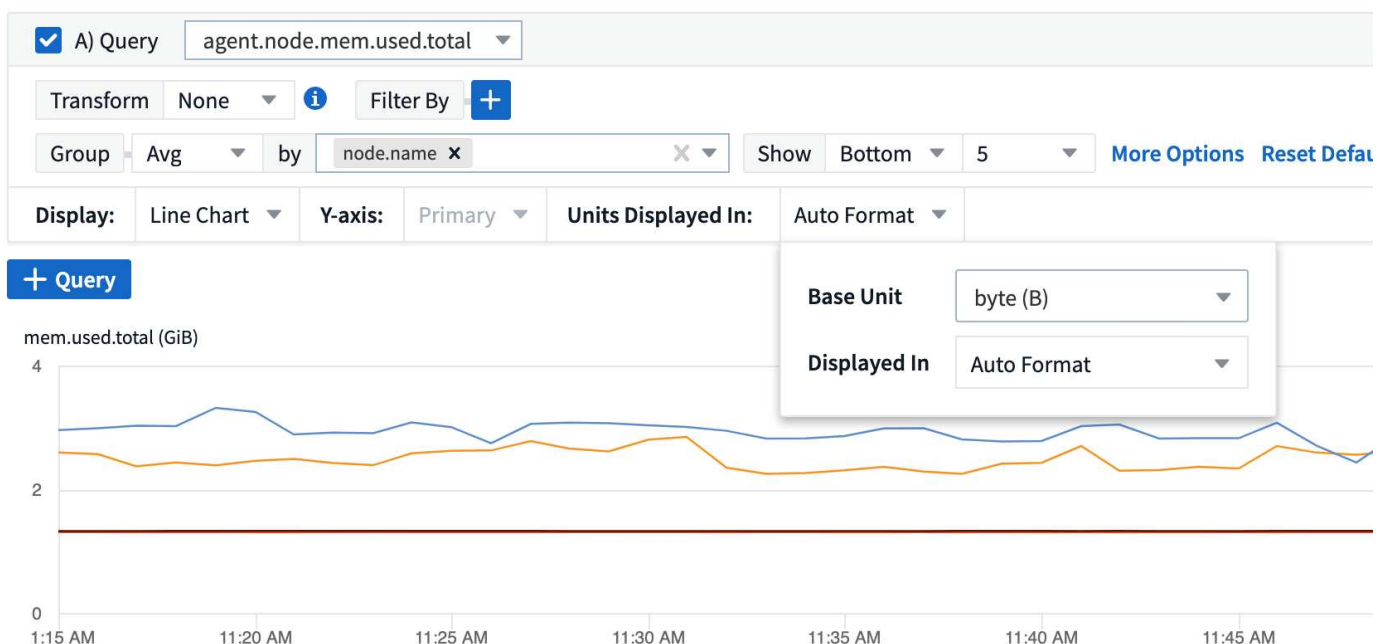 A) Query agent.node.mem.used.total
Transform None i Filter By +
Group Avg by node.name x Show Bottom 5 More Options Reset Defau
Display: Line Chart Y-axis: Primary Units Displayed In: Auto Format
+ Query
Base Unit byte (B)
Displayed In Auto Format
mem.used.total (GiB)
4
2
0
1:15 AM 11:20 AM 11:25 AM 11:30 AM 11:35 AM 11:40 AM 11:45 AM